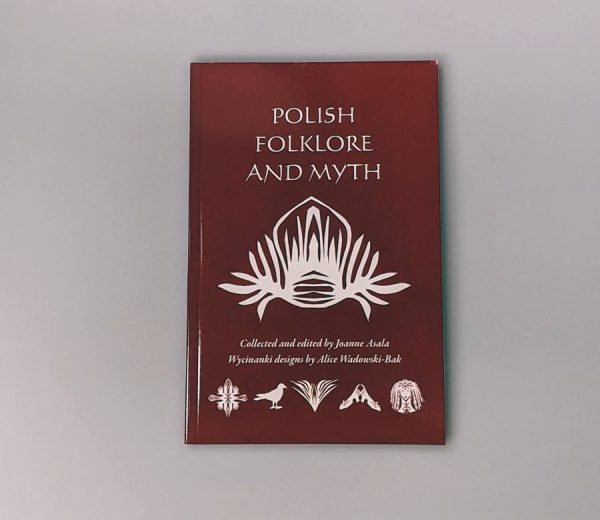 POLISH
FOLKLORE
AND MYTH
Collected and edited by Joanne Asala
Wycinanki designs by Alice Wadowski-Bak